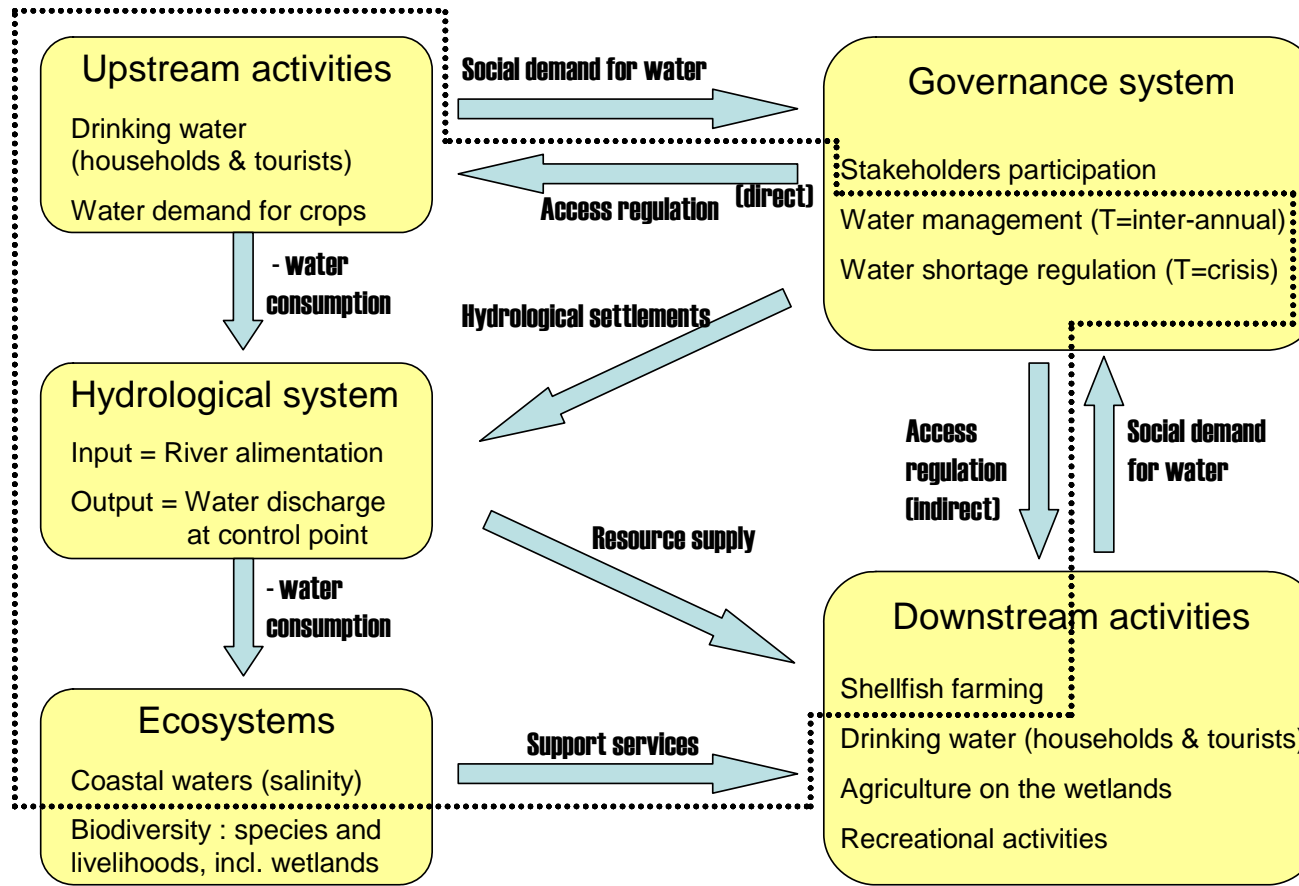 Upstream activities
Drinking water
(households & tourists)
Water demand for crops
Social demand for water
Governance system
Stakeholders participation
Water management (T=inter-annual)
Water shortage regulation (T=crisis)
Access regulation (direct)
- water
consumption
Hydrological settlements
Hydrological system
Input = River alimentation
Output = Water discharge
at control point
Access
regulation
(indirect)
Social demand
for water
Resource supply
- water
consumption
Downstream activities
Shellfish farming
Drinking water (households & tourists)
Agriculture on the wetlands
Recreational activities
Ecosystems
Coastal waters (salinity)
Biodiversity : species and
livelihoods, incl. wetlands
Support services